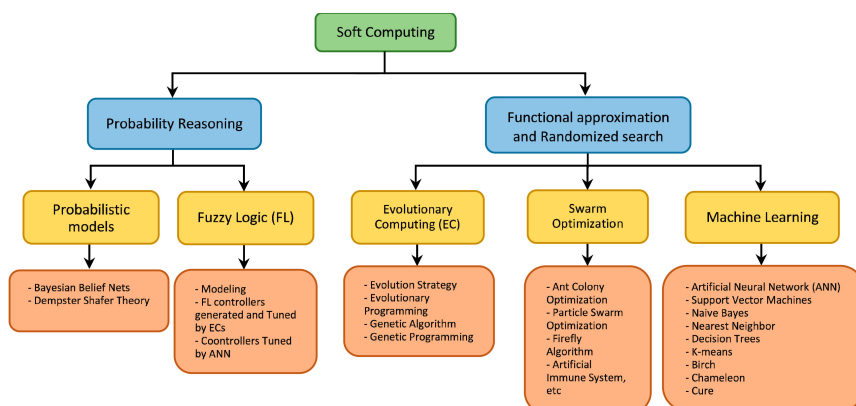 Soft Computing
Probability Reasoning
Functional approximation
and Randomized search
Probabilistic
models
Fuzzy Logic (FL)
Evolutionary
Computing (EC)
Swarm
Optimization
Machine Learning
- Bayesian Belief Nets
- Dempster Shafer Theory
- Modeling
- FL controllers
generated and Tuned
by ECs
- Coontrollers Tuned
by ANN
- Evolution Strategy
- Evolutionary
Programming
- Genetic Algorithm
- Genetic Programming
- Ant Colony
Optimization
- Particle Swarm
Optimization
- Firefly
Algorithm
- Artificial
Immune System,
etc
- Artificial Neural Network (ANN)
- Support Vector Machines
- Naive Bayes
- Nearest Neighbor
- Decision Trees
- K-means
- Birch
- Chameleon
- Cure